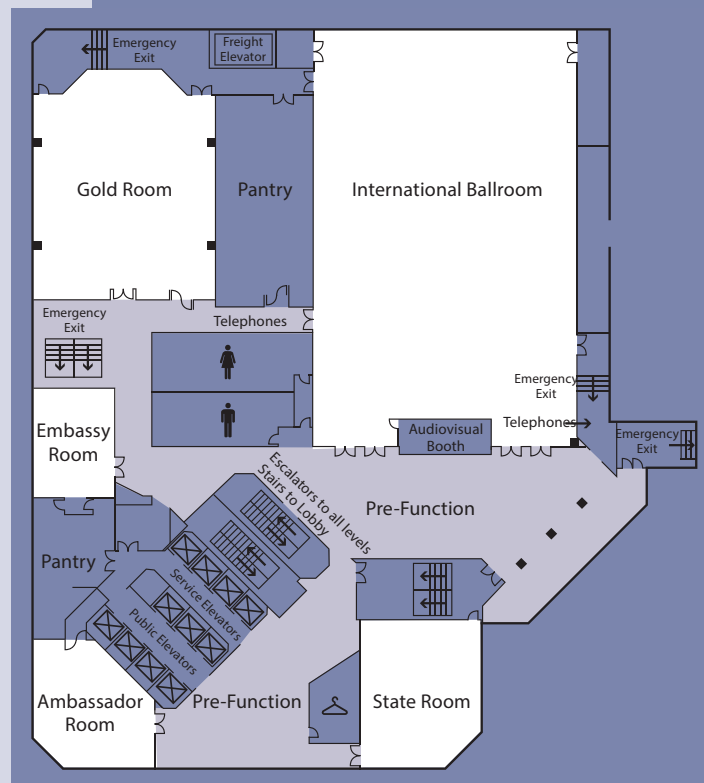 Emergency
Exit
Freight
Elevator
Gold Room
Pantry
International Ballroom
Emergency
Exit
Telephones
Emergency
Exit
Telephones
Embassy
Room
Audiovisual
Booth
Emergency
Exit
Escalators to all levels
Stairs to Lobby
Pre-Function
Pantry
Service Elevators
Public Elevators
Ambassador
Room
Pre-Function
State Room